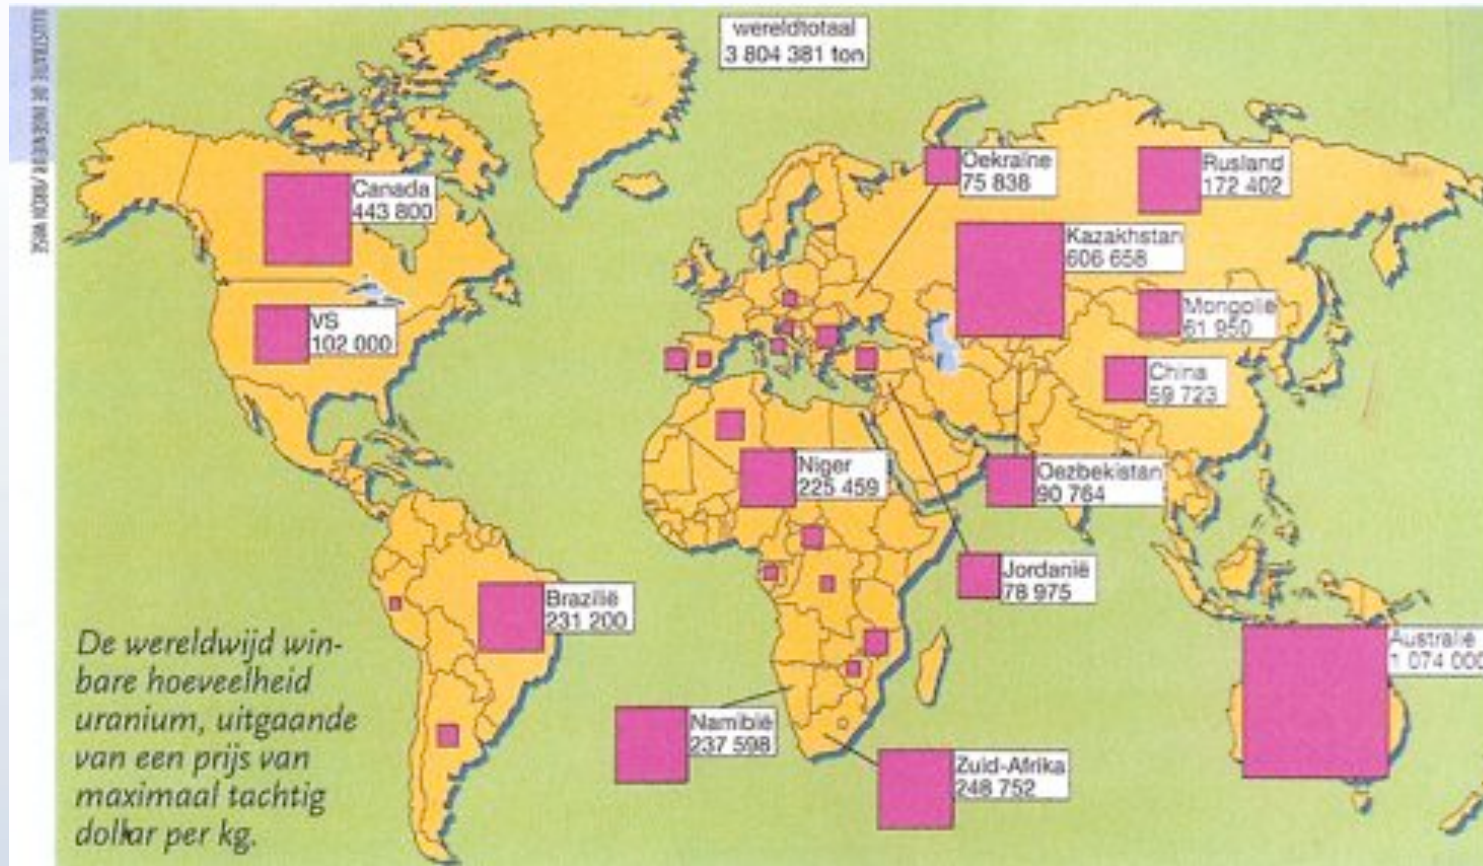 ILLUSTRATIE DE INGENIEUR /
wereldtotaal
3 804 381 ton
Canada
443 800
VS
102 000
Oekraïne
75 838
Rusland
172 402
Kazakhstan
606 658
Mongolië
61 950
China
59 723
Niger
225 459
Oezbekistan
90 764
Jordanië
78 975
Brazilië
231 200
Namibië
237 598
Zuid-Afrika
248 752
Australië
1 074 000
De wereldwijd win-
bare hoeveelheid
uranium, uitgaande
van een prijs van
maximaal tachtig
dollar per kg.